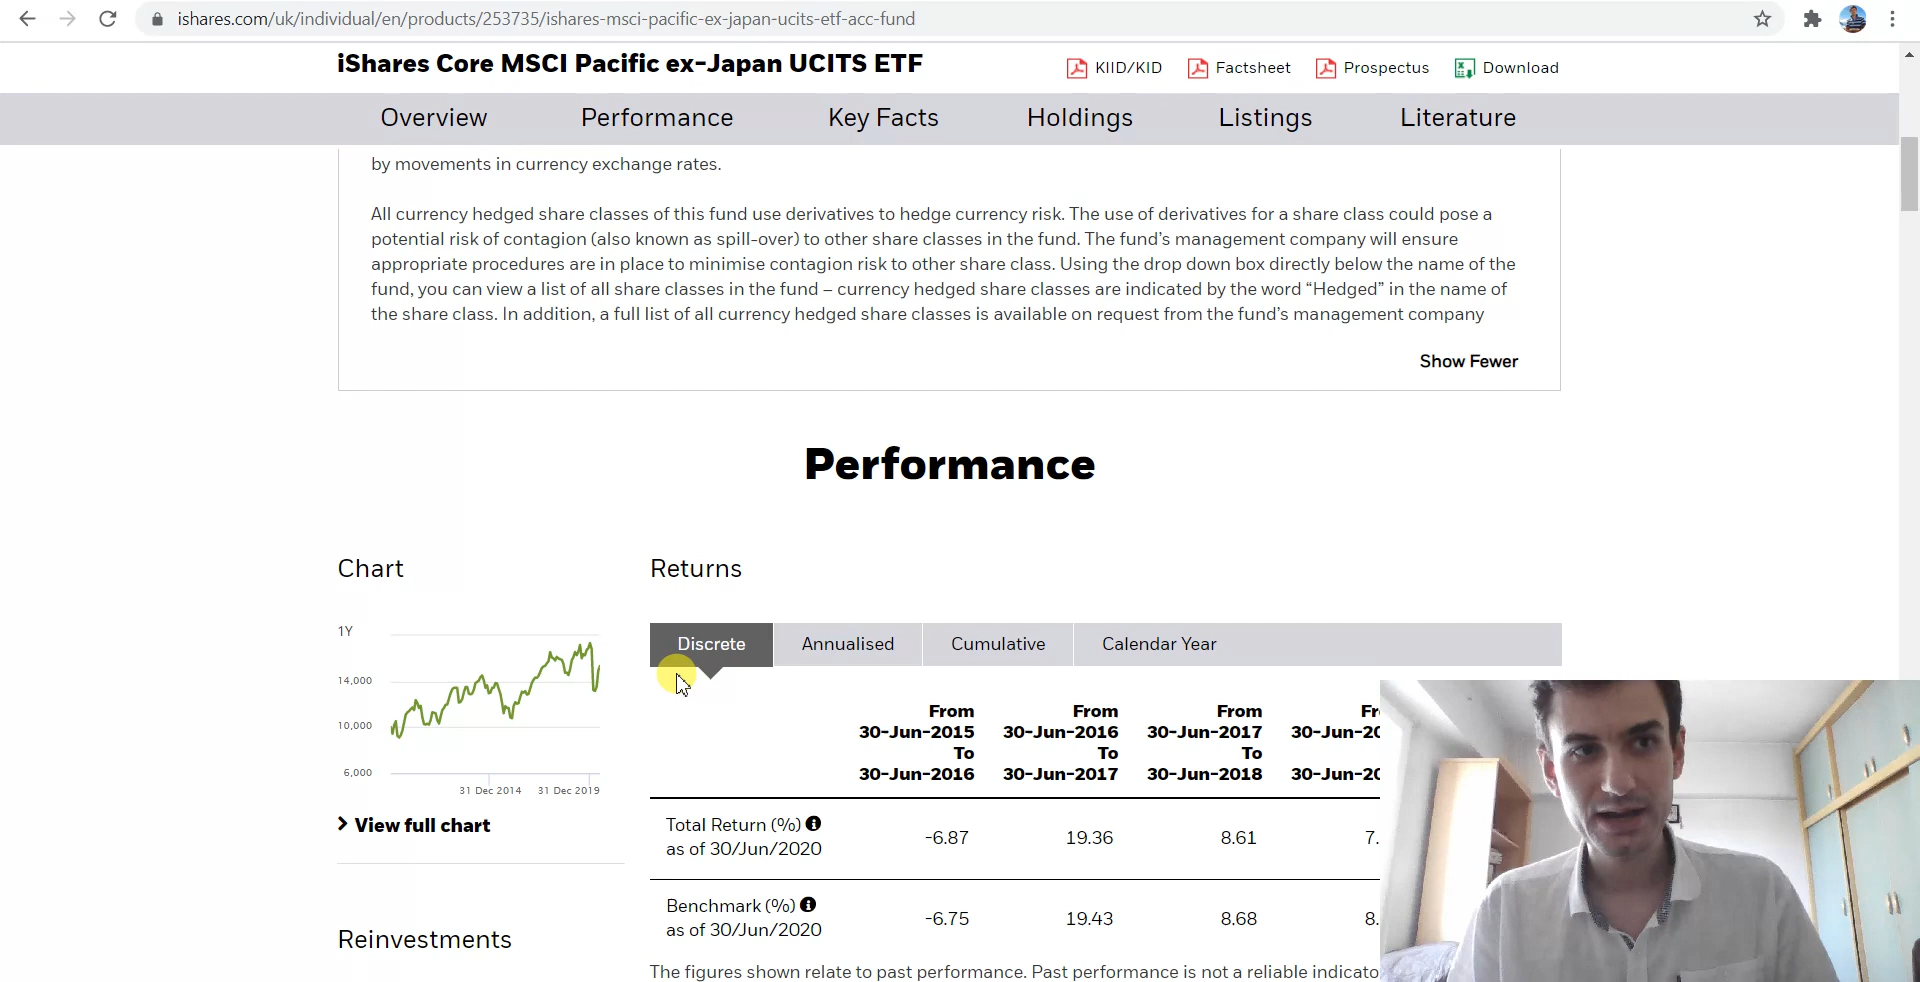 ishares.com/uk/individual/en/products/253735/ishares-msci-pacific-ex-japan-ucits-etf-acc-fund
iShares Core MSCI Pacific ex-Japan UCITS ETF
KIID/KID Factsheet Prospectus Download
Overview Performance Key Facts Holdings Listings Literature
by movements in currency exchange rates.
All currency hedged share classes of this fund use derivatives to hedge currency risk. The use of derivatives for a share class could pose a
potential risk of contagion (also known as spill-over) to other share classes in the fund. The fund’s management company will ensure
appropriate procedures are in place to minimise contagion risk to other share class. Using the drop down box directly below the name of the
fund, you can view a list of all share classes in the fund – currency hedged share classes are indicated by the word “Hedged” in the name of
the share class. In addition, a full list of all currency hedged share classes is available on request from the fund’s management company
Show Fewer
Performance
Chart
1Y
14,000
10,000
6,000
31 Dec 2014 31 Dec 2019
View full chart
Reinvestments
Returns
Discrete Annualised Cumulative Calendar Year
From From From Fr
30-Jun-2015 30-Jun-2016 30-Jun-2017 30-Jun-20
To To To
30-Jun-2016 30-Jun-2017 30-Jun-2018 30-Jun-20
Total Return (%)
as of 30/Jun/2020 -6.87 19.36 8.61 7.
Benchmark (%)
as of 30/Jun/2020 -6.75 19.43 8.68 8.
The figures shown relate to past performance. Past performance is not a reliable indicato